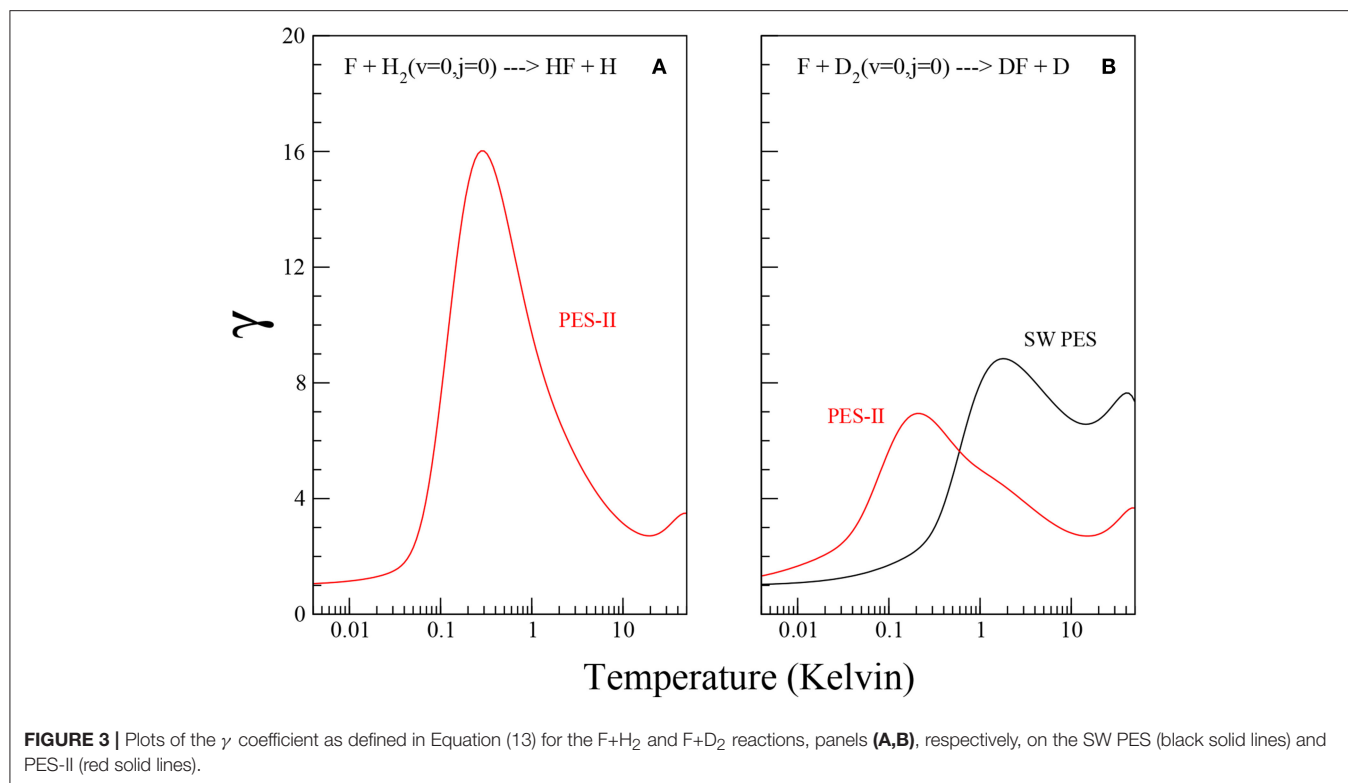 F + H₂(v=0,j=0) ---> HF + H A
F + D₂(v=0,j=0) ---> DF + D B
20
16
12
8
4
0
γ
PES-II
SW PES
PES-II
0.01 0.1 1 10
0.01 0.1 1 10
Temperature (Kelvin)
FIGURE 3 | Plots of the γ coefficient as defined in Equation (13) for the F+H₂ and F+D₂ reactions, panels (A,B), respectively, on the SW PES (black solid lines) and
PES-II (red solid lines).